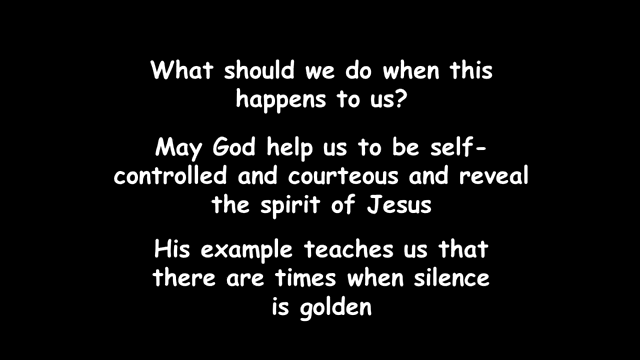 What should we do when this
happens to us?
May God help us to be self-
controlled and courteous and reveal
the spirit of Jesus
His example teaches us that
there are times when silence
is golden